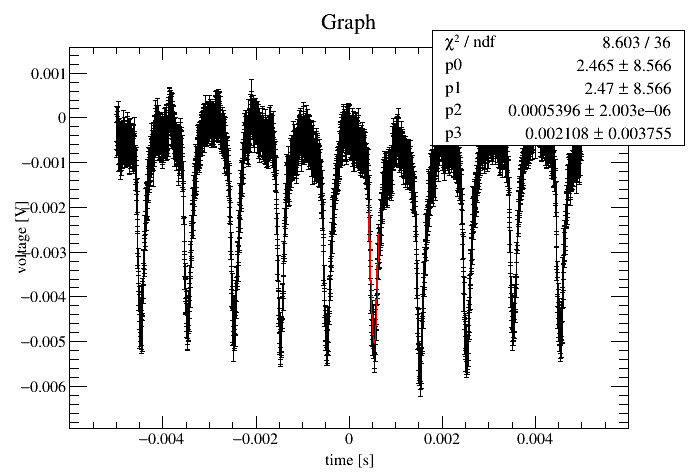 Graph
χ² / ndf 8.603 / 36
p0 2.465 ± 8.566
p1 2.47 ± 8.566
p2 0.0005396 ± 2.003e−06
p3 0.002108 ± 0.003755
voltage [V]
0.001
0
−0.001
−0.002
−0.003
−0.004
−0.005
−0.006
−0.004 −0.002 0 0.002 0.004
time [s]